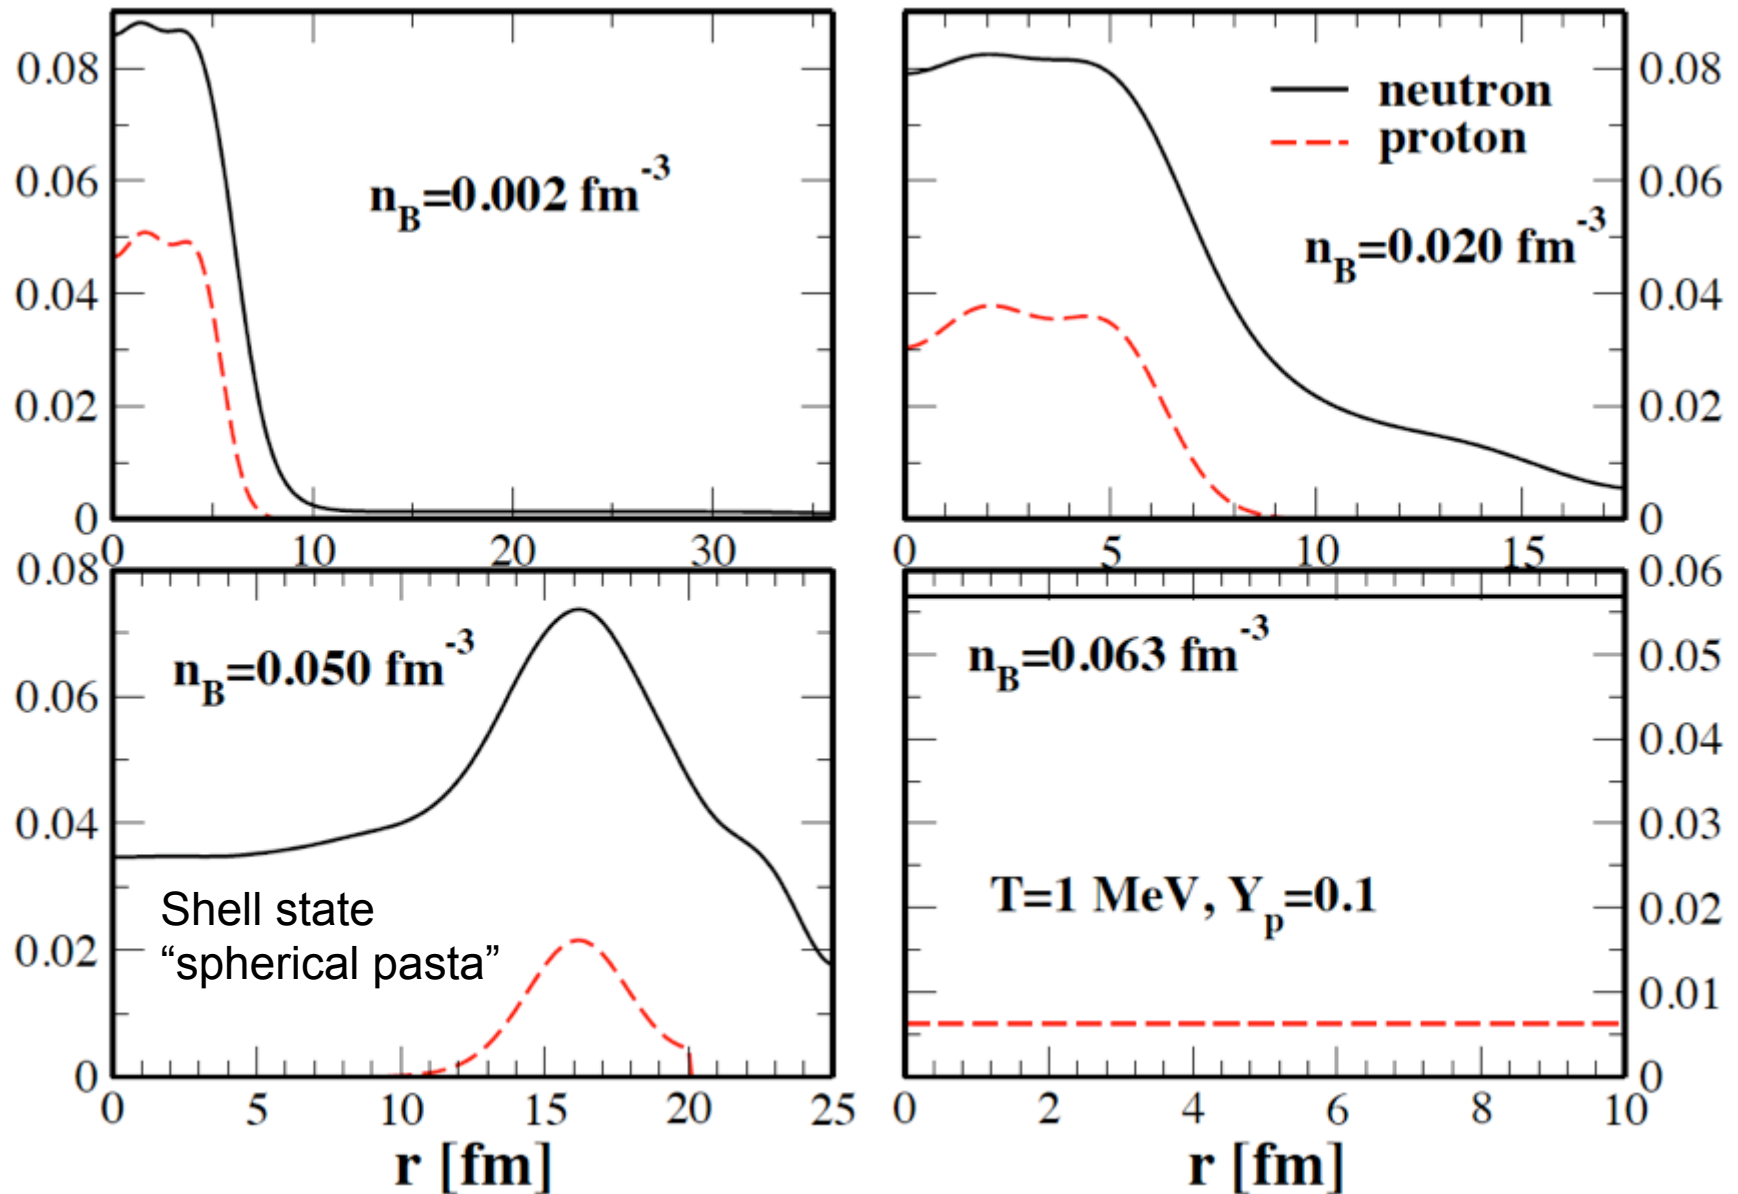 0.08
0.06
0.04
0.02
0
n_B=0.002 fm^-3
0 10 20 30
neutron
proton
n_B=0.020 fm^-3
0.08
0.06
0.04
0.02
0
0 5 10 15
0.08
0.06
0.04
0.02
0
n_B=0.050 fm^-3
Shell state
“spherical pasta”
0 5 10 15 20 25
r [fm]
n_B=0.063 fm^-3
T=1 MeV, Y_p=0.1
0.06
0.05
0.04
0.03
0.02
0.01
0
0 2 4 6 8 10
r [fm]